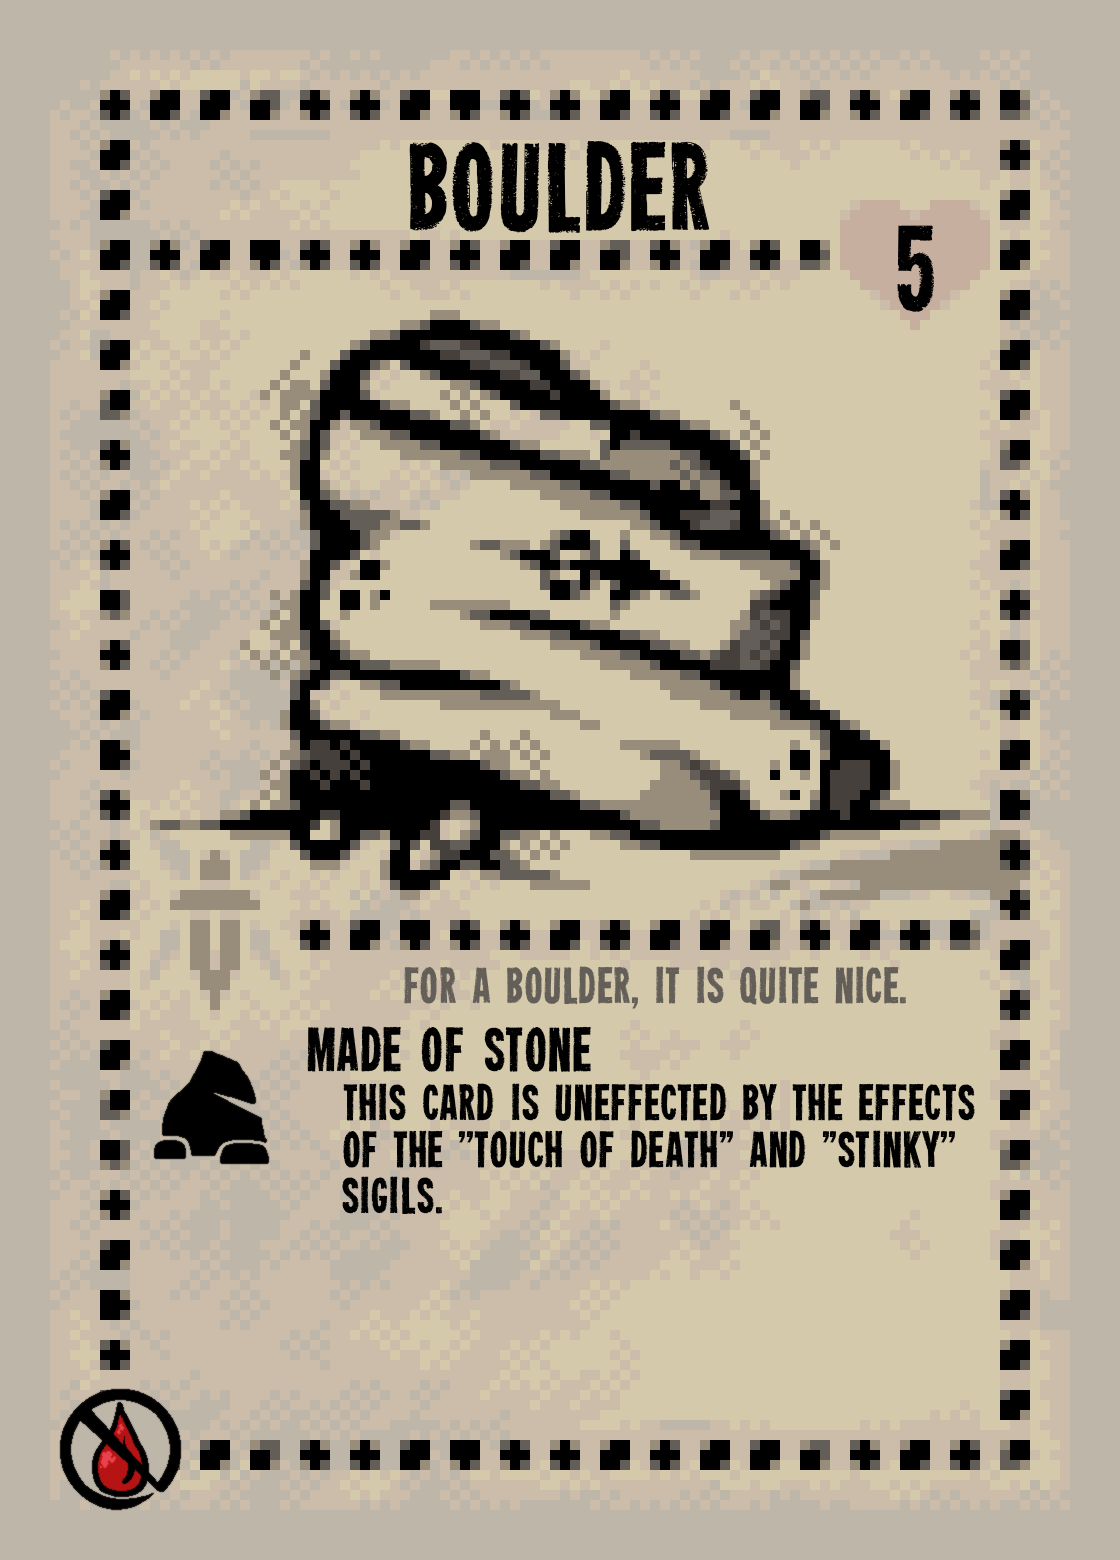 BOULDER
5
FOR A BOULDER, IT IS QUITE NICE.
MADE OF STONE
THIS CARD IS UNEFFECTED BY THE EFFECTS
OF THE "TOUCH OF DEATH" AND "STINKY"
SIGILS.